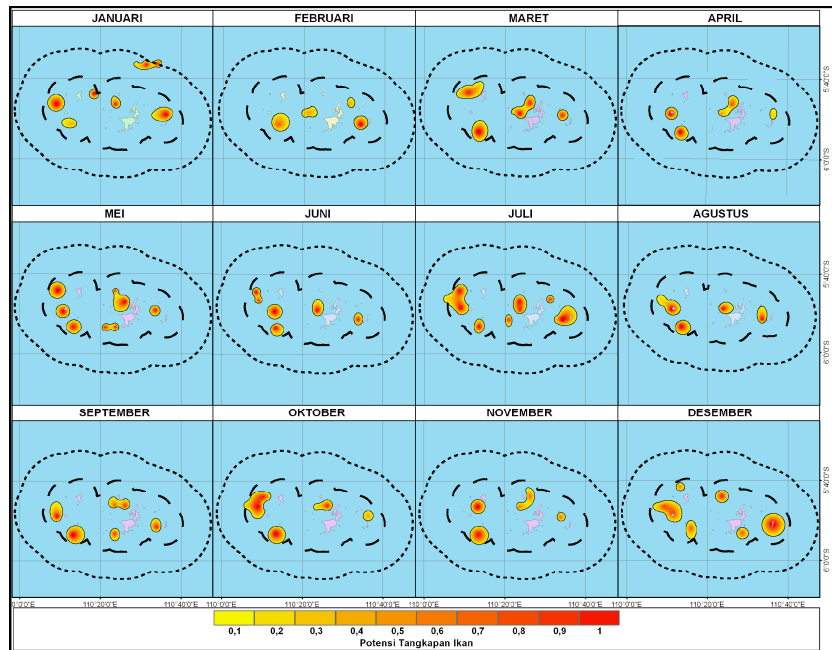 JANUARI FEBRUARI MARET APRIL
5°40'0"S
6°0'0"S
MEI JUNI JULI AGUSTUS
5°40'0"S
6°0'0"S
SEPTEMBER OKTOBER NOVEMBER DESEMBER
5°40'0"S
6°0'0"S
0°0'0"E 110°20'0"E 110°40'0"E 110°0'0"E 110°20'0"E 110°40'0"E 110°0'0"E 110°20'0"E 110°40'0"E 110°0'0"E 110°20'0"E 110°40'0"E
0,1 0,2 0,3 0,4 0,5 0,6 0,7 0,8 0,9 1
Potensi Tangkapan Ikan